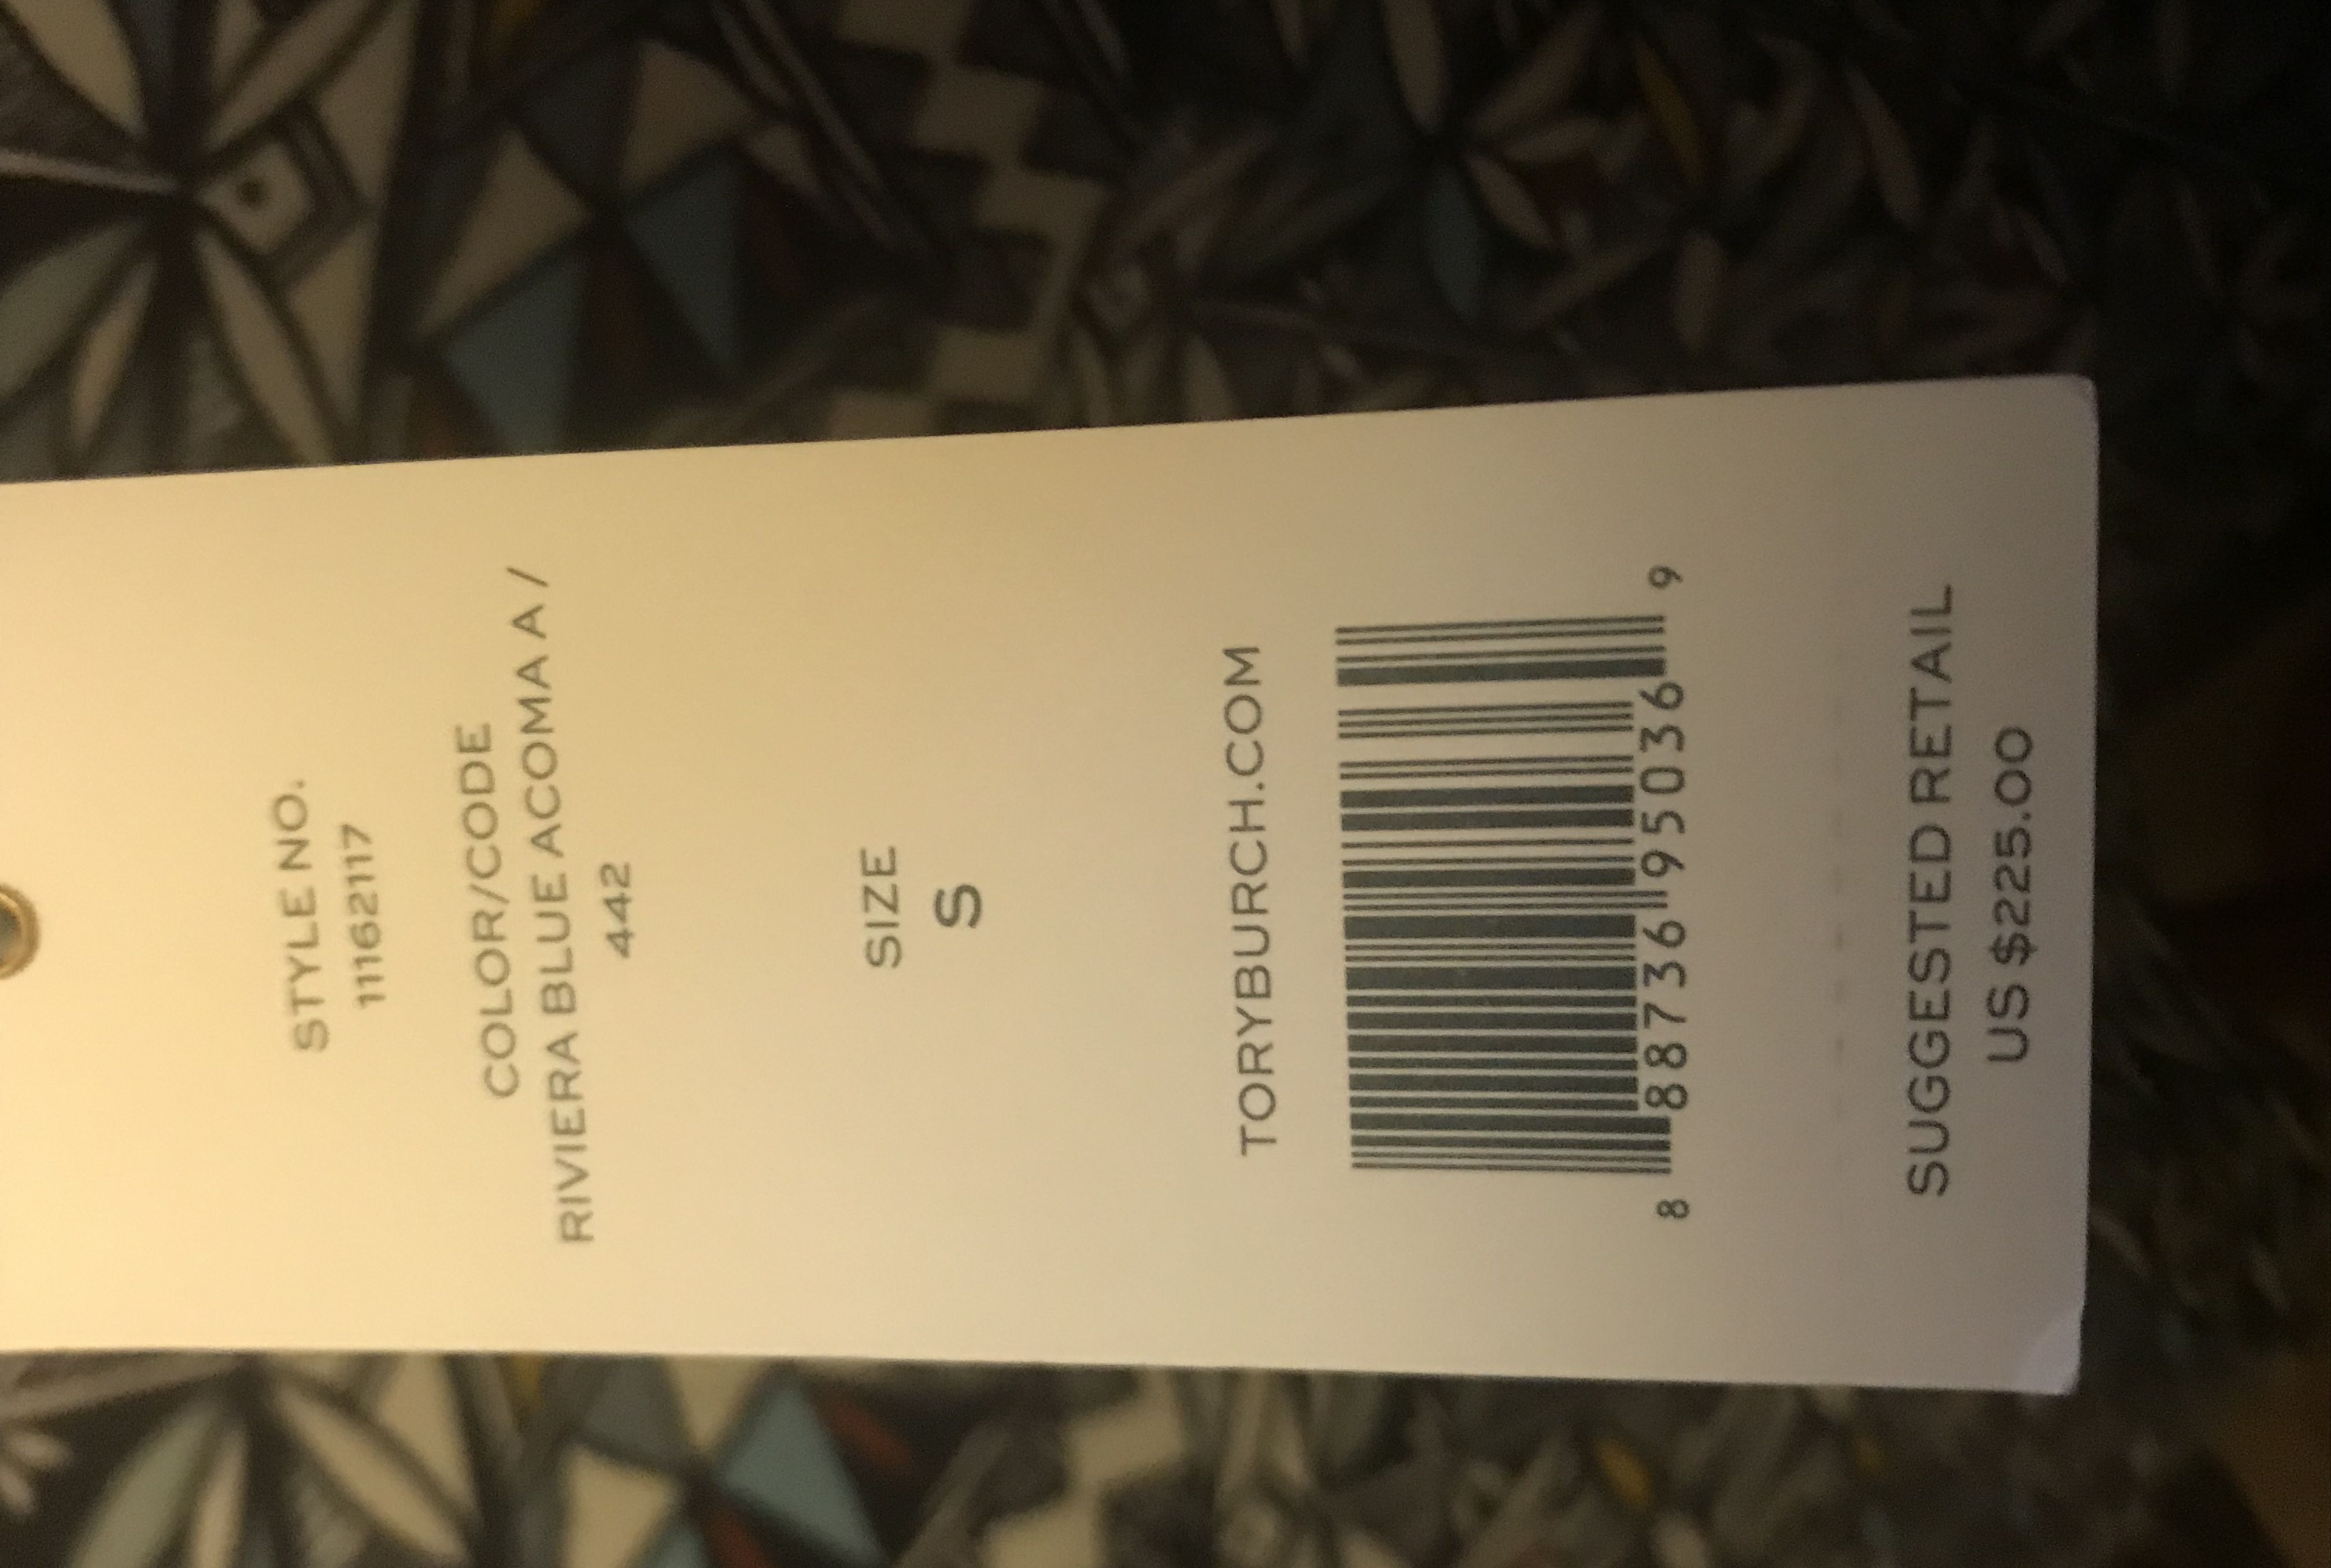 STYLE NO.
11162117
COLOR/CODE
RIVIERA BLUE ACOMA A /
442
SIZE
S
TORYBURCH.COM
8 88736 95036 9
SUGGESTED RETAIL
US $225.00